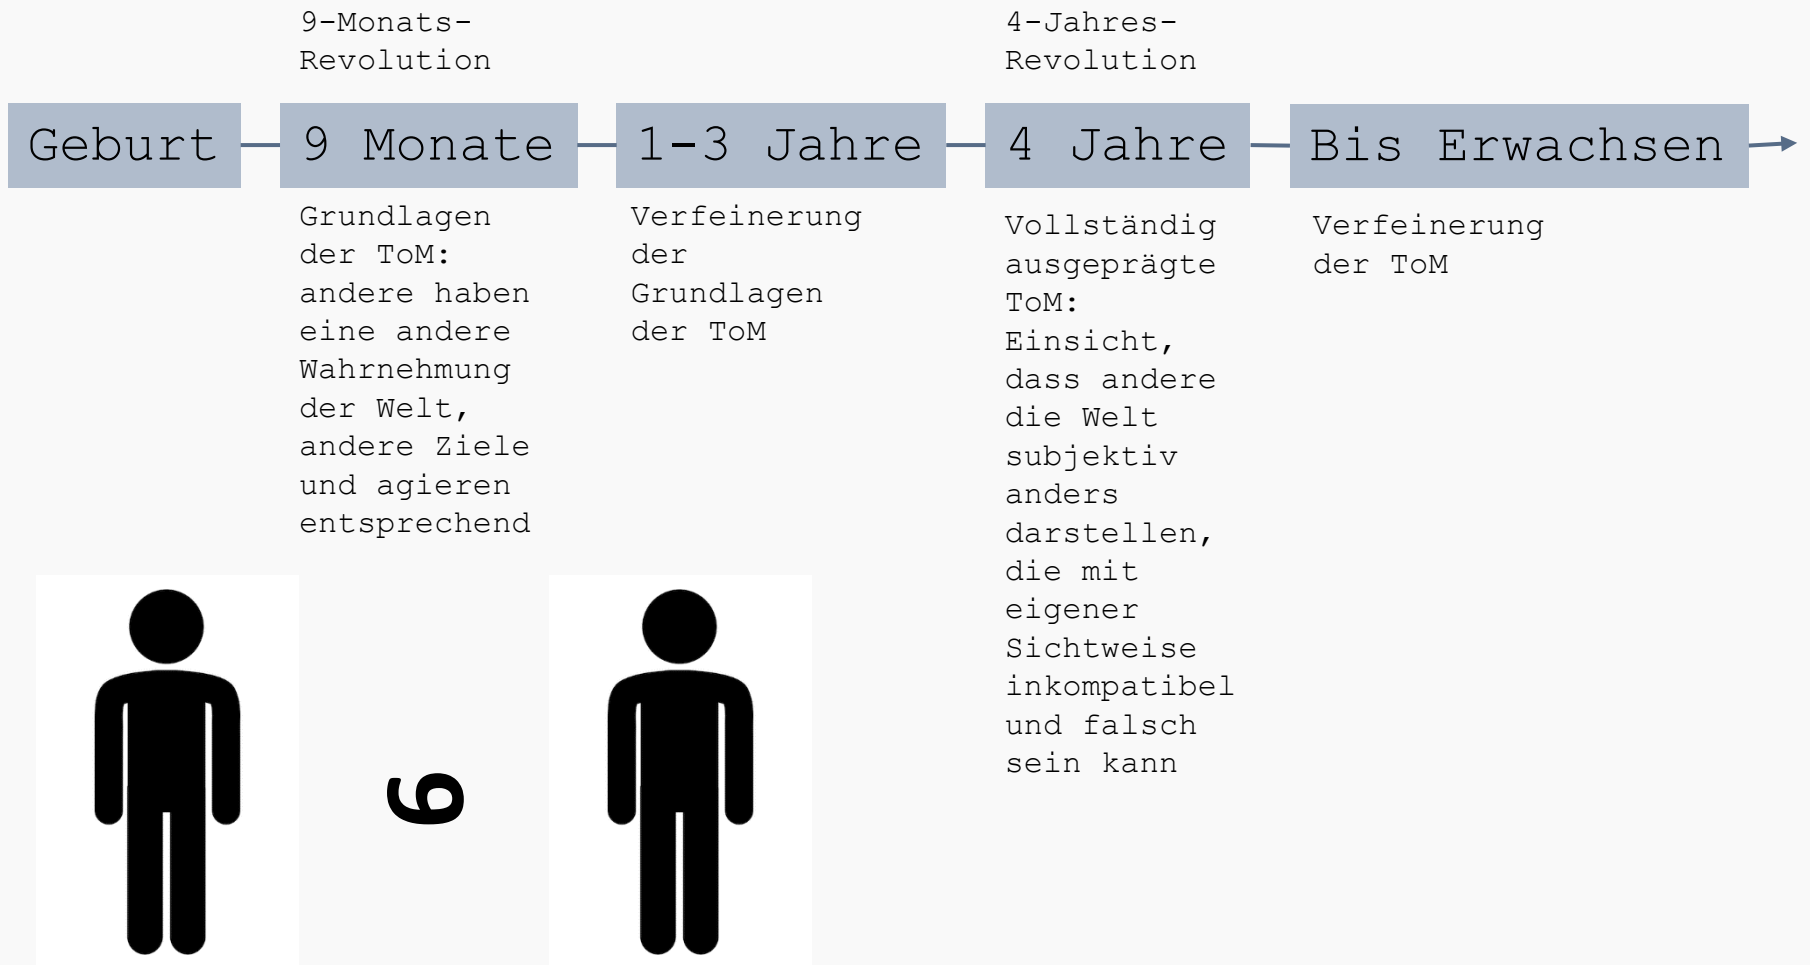 9-Monats-
Revolution
4-Jahres-
Revolution
Geburt
9 Monate
1-3 Jahre
4 Jahre
Bis Erwachsen
Grundlagen
der ToM:
andere haben
eine andere
Wahrnehmung
der Welt,
andere Ziele
und agieren
entsprechend
Verfeinerung
der
Grundlagen
der ToM
Vollständig
ausgeprägte
ToM:
Einsicht,
dass andere
die Welt
subjektiv
anders
darstellen,
die mit
eigener
Sichtweise
inkompatibel
und falsch
sein kann
Verfeinerung
der ToM
6